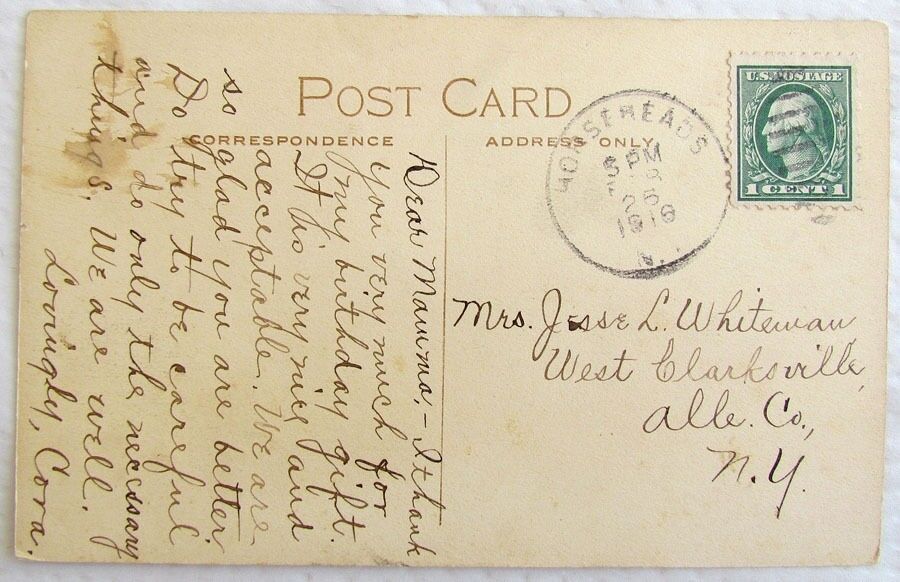 POST CARD
CORRESPONDENCE
ADDRESS ONLY
HORSEHEADS
5 PM
26
1916
N.
U.S. POSTAGE
1 CENT 1
Mrs. Jesse L. Whiteman
West Clarksville
Alle. Co.,
N.Y.
Dear Mamma, - I thank
you very much for
my birthday gift.
It is very nice and
acceptable. We are
so glad you are better
Do try to be careful
and do only the necessary
things. We are well.
Lovingly, Cora.